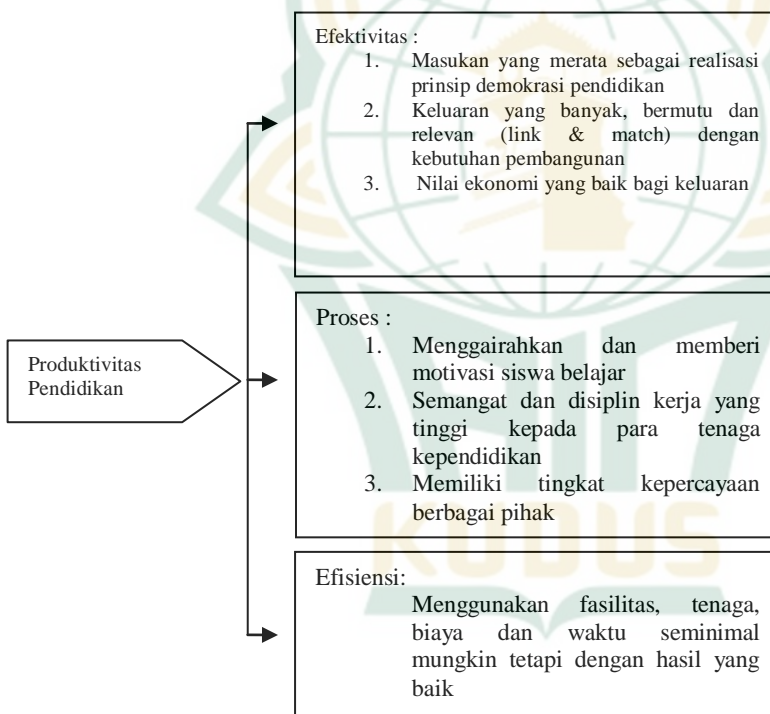 Efektivitas :
1. Masukan yang merata sebagai realisasi
prinsip demokrasi pendidikan
2. Keluaran yang banyak, bermutu dan
relevan (link & match) dengan
kebutuhan pembangunan
3. Nilai ekonomi yang baik bagi keluaran
Produktivitas
Pendidikan
Proses :
1. Menggairahkan dan memberi
motivasi siswa belajar
2. Semangat dan disiplin kerja yang
tinggi kepada para tenaga
kependidikan
3. Memiliki tingkat kepercayaan
berbagai pihak
KUDUS
Efisiensi:
Menggunakan fasilitas, tenaga,
biaya dan waktu seminimal
mungkin tetapi dengan hasil yang
baik